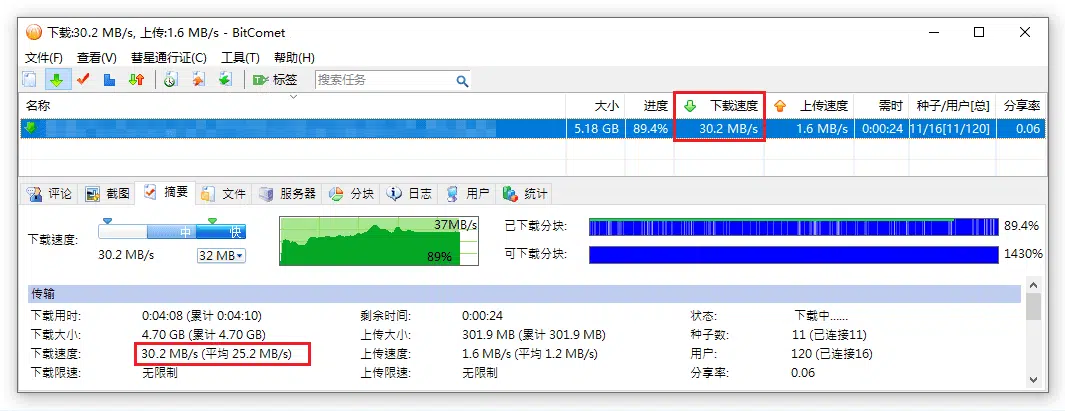 下载:30.2 MB/s, 上传:1.6 MB/s - BitComet
文件(F) 查看(V) 彗星通行证(C) 工具(T) 帮助(H)
标签 搜索任务
名称 大小 进度 下载速度 上传速度 需时 种子/用户[总] 分享率
5.18 GB 89.4% 30.2 MB/s 1.6 MB/s 0:00:24 11/16[11/120] 0.06
评论 截图 摘要 文件 服务器 分块 日志 用户 统计
下载速度: 中 快 37MB/s 已下载分块: 89.4%
30.2 MB/s 32 MB 89% 可下载分块: 1430%
传输
下载用时: 0:04:08 (累计 0:04:10) 剩余时间: 0:00:24 状态: 下载中......
下载大小: 4.70 GB (累计 4.70 GB) 上传大小: 301.9 MB (累计 301.9 MB) 种子数: 11 (已连接11)
下载速度: 30.2 MB/s (平均 25.2 MB/s) 上传速度: 1.6 MB/s (平均 1.2 MB/s) 用户: 120 (已连接16)
下载限速: 无限制 上传限速: 无限制 分享率: 0.06